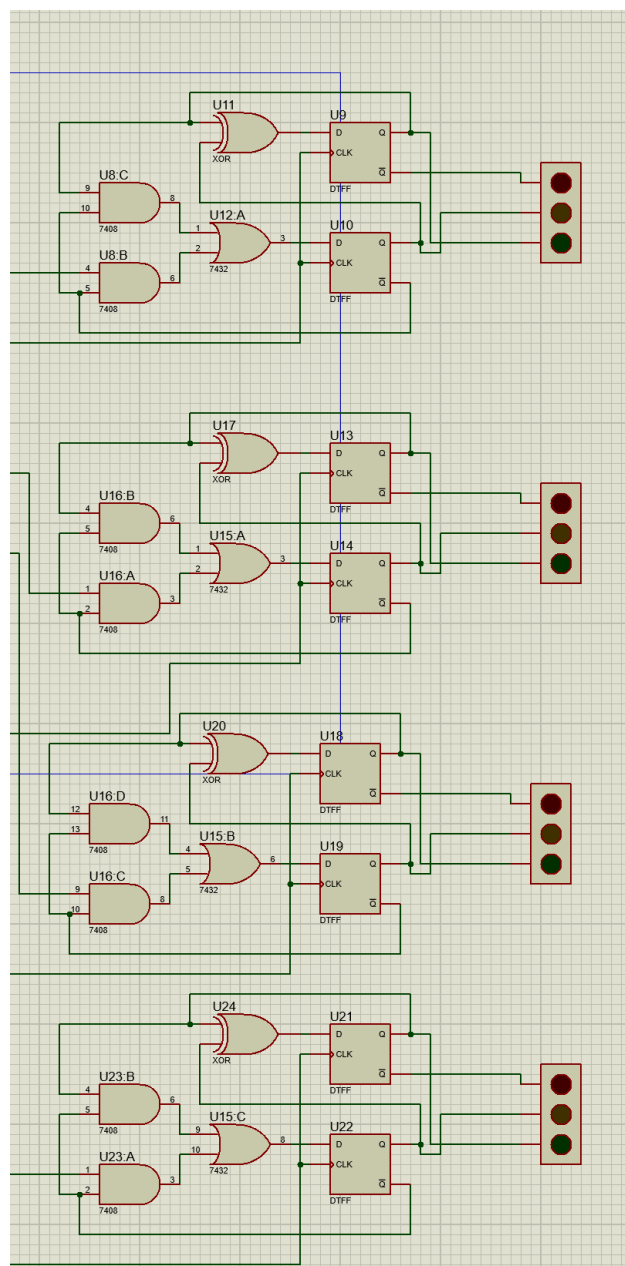 U11
XOR
U9
D
Q
CLK
Q
DTFF
U8:C
9
10
8
7408
U12:A
1
2
3
7432
U8:B
4
5
6
7408
U10
D
Q
CLK
Q
DTFF
U17
XOR
U13
D
Q
CLK
Q
DTFF
U16:B
4
5
6
7408
U15:A
1
2
3
7432
U16:A
1
2
3
7408
U14
D
Q
CLK
Q
DTFF
U20
XOR
U18
D
Q
CLK
Q
DTFF
U16:D
12
13
11
7408
U15:B
4
5
6
7432
U16:C
9
10
8
7408
U19
D
Q
CLK
Q
DTFF
U24
XOR
U21
D
Q
CLK
Q
DTFF
U23:B
4
5
6
7408
U15:C
9
10
8
7432
U23:A
1
2
3
7408
U22
D
Q
CLK
Q
DTFF